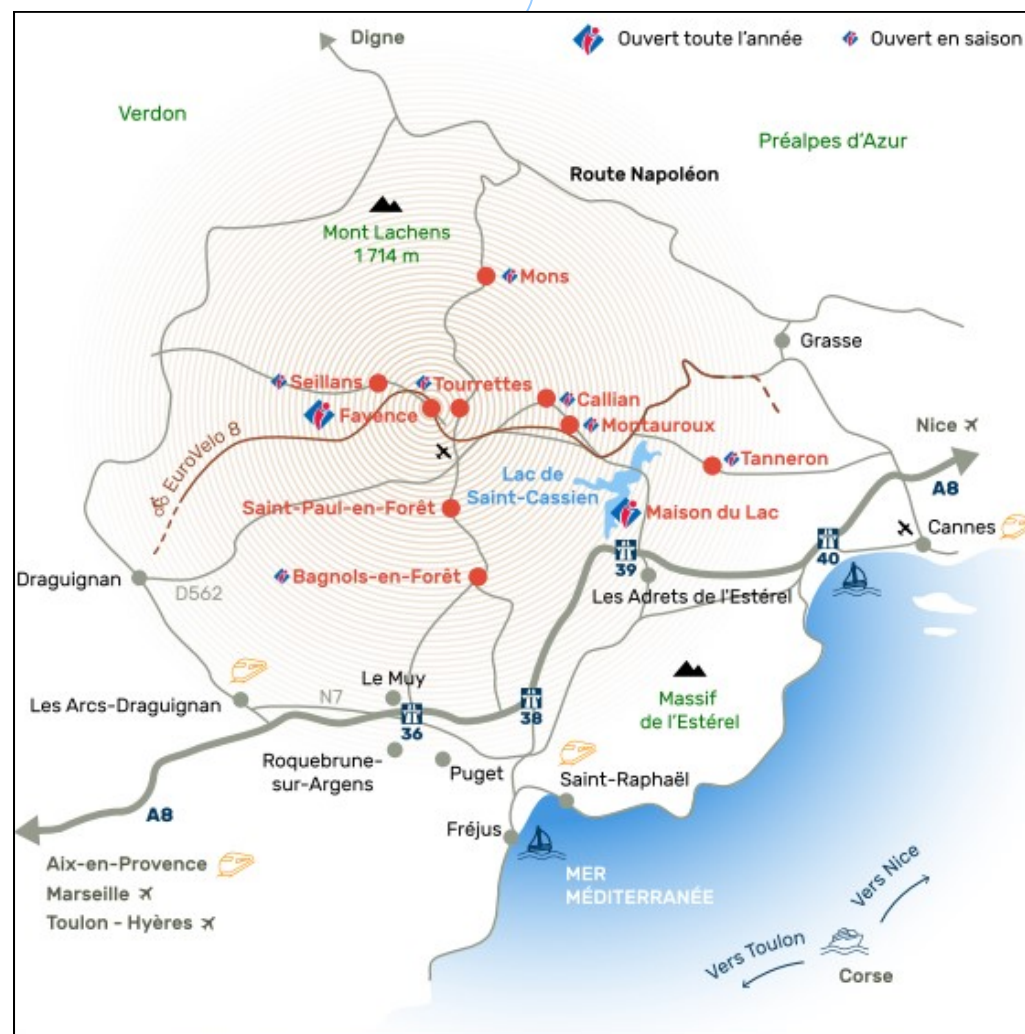 Digne
Ouvert toute l'année
Ouvert en saison
Verdon
Préalpes d'Azur
Route Napoléon
Mont Lachens
1 714 m
Mons
Grasse
Seillans
Tourrettes
Callian
Fayence
Montauroux
Nice
EuroVelo 8
Tanneron
Lac de
Saint-Cassien
A8
Saint-Paul-en-Forêt
Maison du Lac
Cannes
40
39
Draguignan
Bagnols-en-Forêt
D562
Les Adrets de l'Estérel
Le Muy
N7
Les Arcs-Draguignan
Massif
de l'Estérel
38
36
Roquebrune-
sur-Argens
Puget
Saint-Raphaël
A8
Fréjus
Aix-en-Provence
Marseille
Toulon - Hyères
MER
MÉDITERRANÉE
Vers Nice
Vers Toulon
Corse